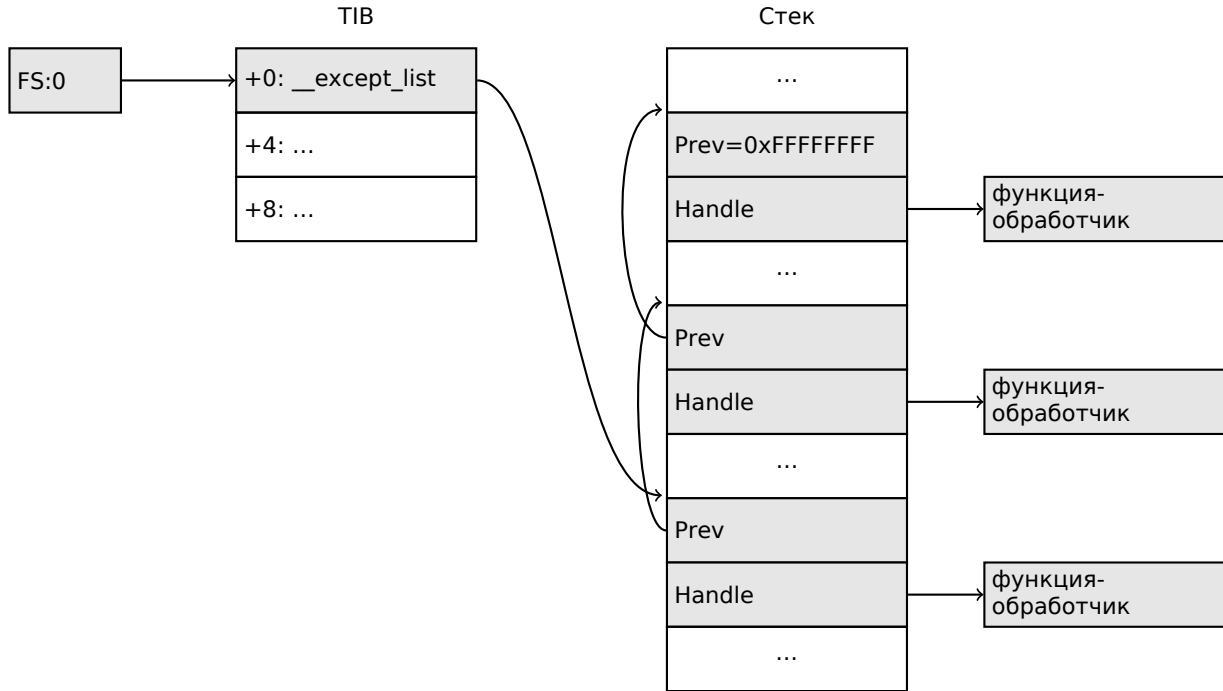 TIB
Стек
FS:0
+0: __except_list
+4: ...
+8: ...
...
Prev=0xFFFFFFFF
Handle
функция-
обработчик
...
Prev
Handle
функция-
обработчик
...
Prev
Handle
функция-
обработчик
...